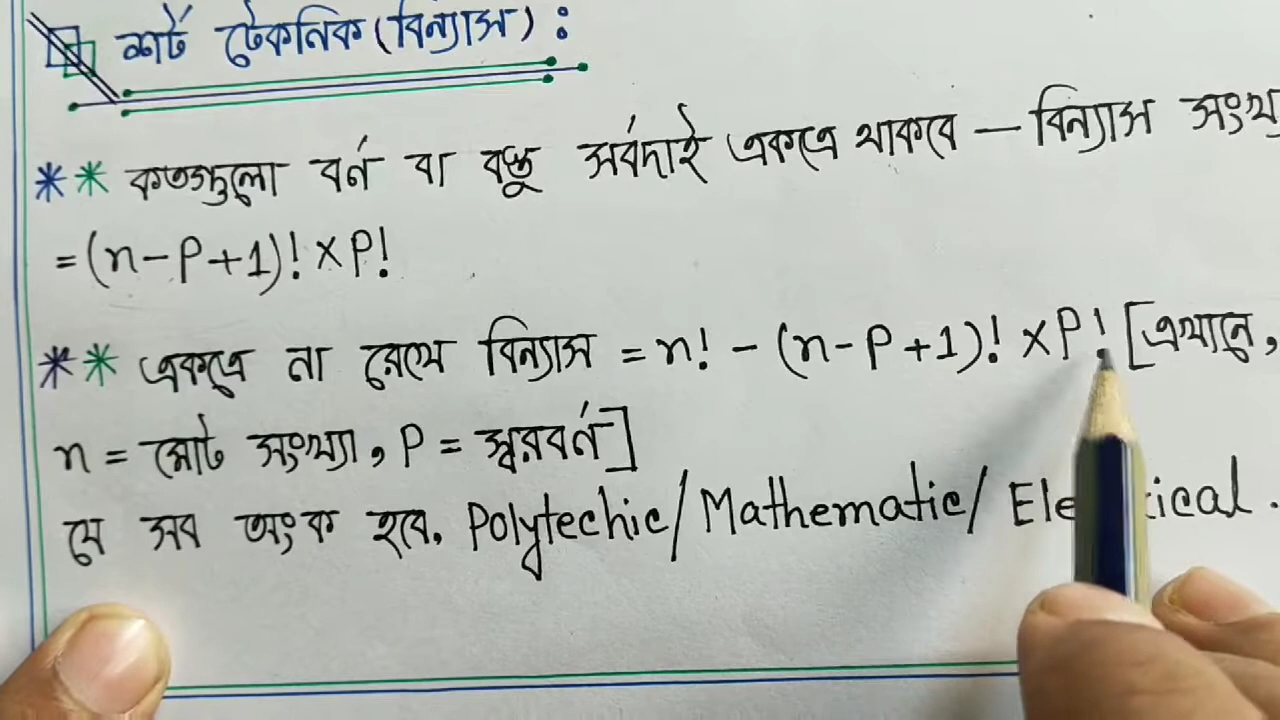 শর্ট টেকনিক (বিন্যাস) :
** কতগুলো বর্ন বা বস্তু সর্বদাই একত্রে থাকবে — বিন্যাস সংখ্য
= (n-P+1)! × P!
** একত্রে না রেখে বিন্যাস = n! - (n-P+1)! × P! [এখানে,
n = মোট সংখ্যা, P = স্বরবর্ন]
যে সব অংক হবে. Polytechic/Mathematic/